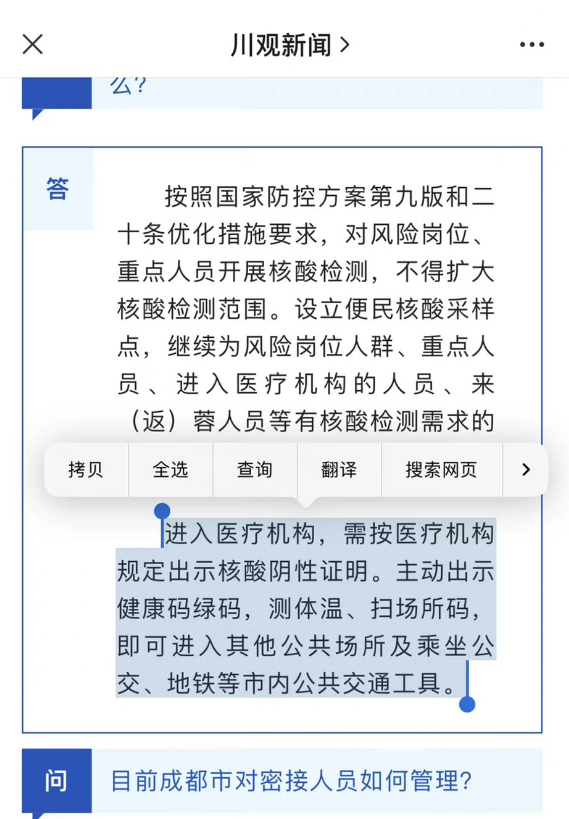 川观新闻
么?
答
按照国家防控方案第九版和二
十条优化措施要求，对风险岗位、
重点人员开展核酸检测，不得扩大
核酸检测范围。设立便民核酸采样
点，继续为风险岗位人群、重点人
员、进入医疗机构的人员、来
（返）蓉人员等有核酸检测需求的
拷贝 全选 查询 翻译 搜索网页
进入医疗机构，需按医疗机构
规定出示核酸阴性证明。主动出示
健康码绿码，测体温、扫场所码，
即可进入其他公共场所及乘坐公
交、地铁等市内公共交通工具。
问 目前成都市对密接人员如何管理?